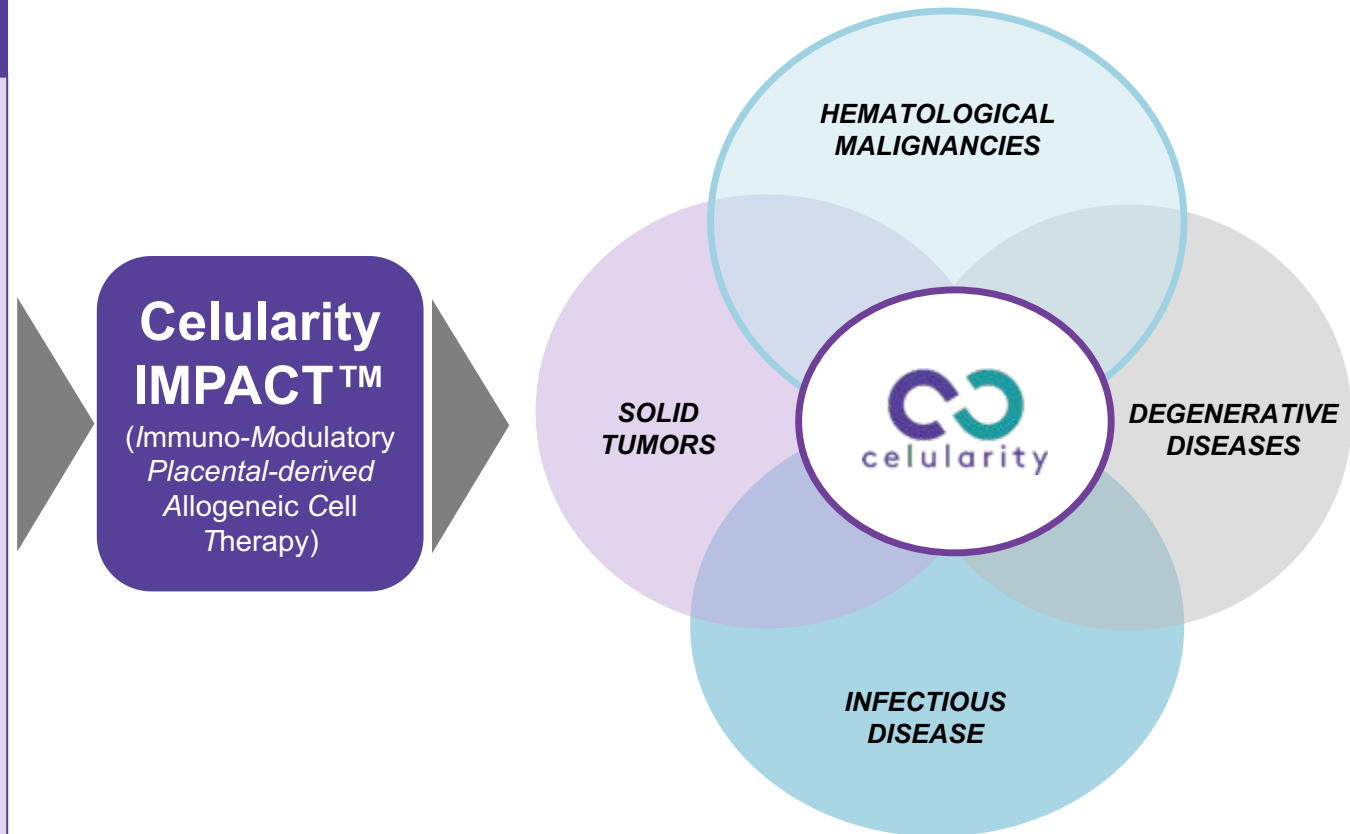 Celularity
IMPACT™
(Immuno-Modulatory
Placental-derived
Allogeneic Cell
Therapy)
HEMATOLOGICAL
MALIGNANCIES
SOLID
TUMORS
celularity
DEGENERATIVE
DISEASES
INFECTIOUS
DISEASE